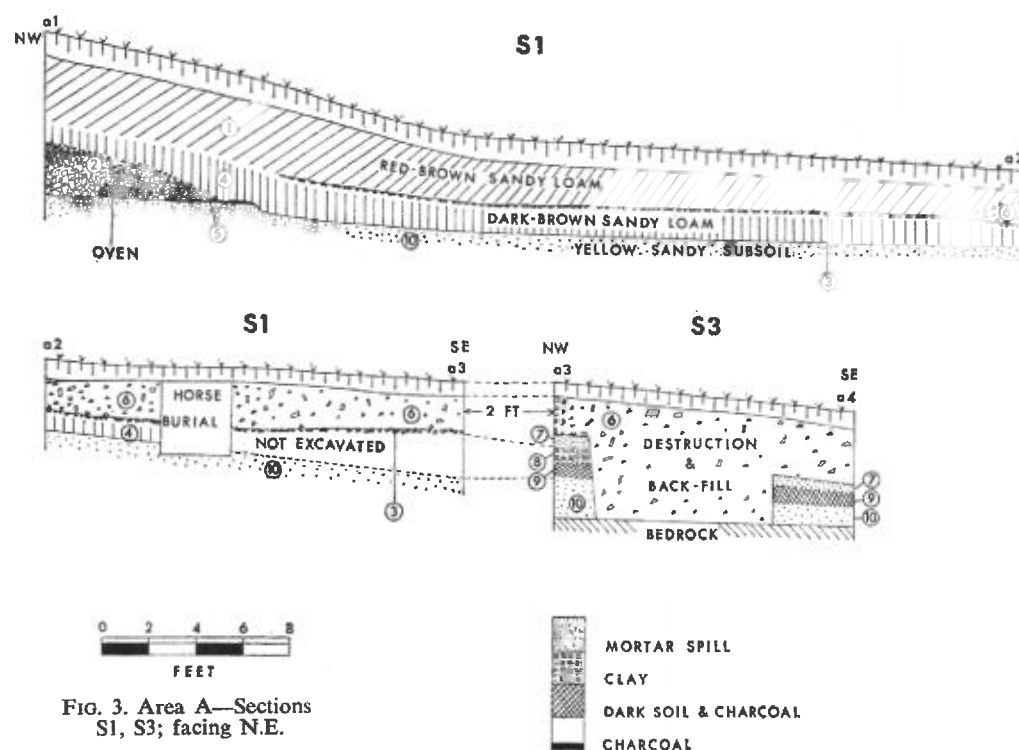 a1
NW
S1
①
RED-BROWN SANDY LOAM
a2
②
④
⑥
DARK-BROWN SANDY LOAM
⑤
⑩
OVEN
YELLOW SANDY SUBSOIL
③
S1
S3
a2
SE
a3
NW
a3
SE
a4
⑥
HORSE
BURIAL
⑥
2 FT
⑥
④
NOT EXCAVATED
⑩
③
⑦
⑧
⑨
⑩
DESTRUCTION
&
BACK-FILL
⑦
⑨
⑩
BEDROCK
0 2 4 6 8
FEET
FIG. 3. Area A—Sections
S1, S3; facing N.E.
MORTAR SPILL
CLAY
DARK SOIL & CHARCOAL
CHARCOAL